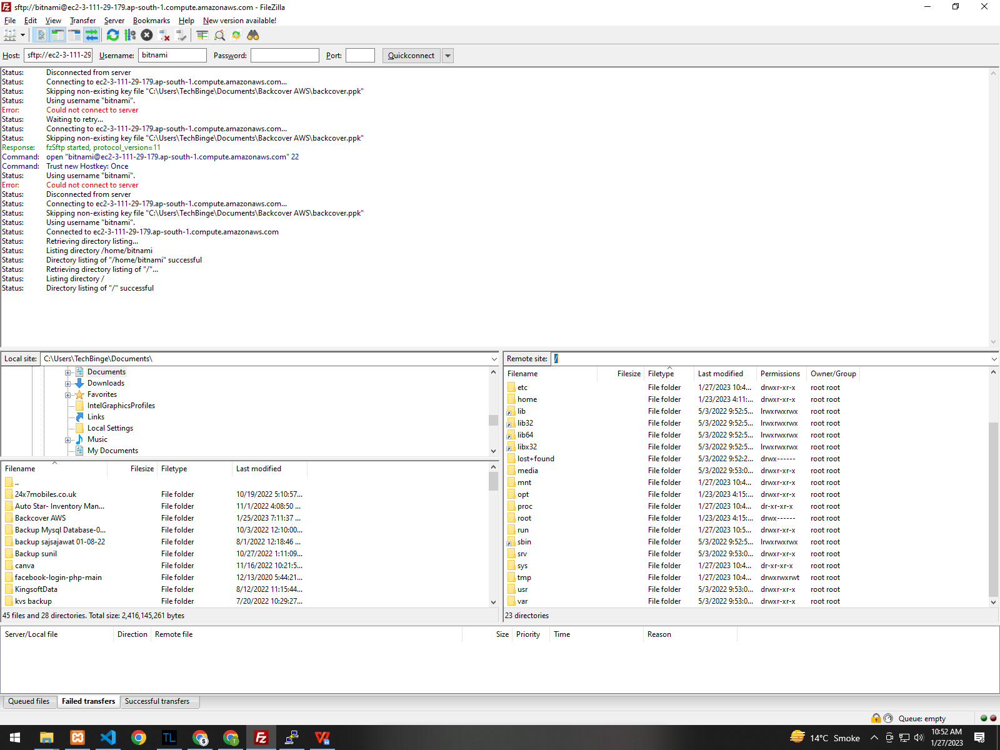 sftp://bitnami@ec2-3-111-29-179.ap-south-1.compute.amazonaws.com - FileZilla
File Edit View Transfer Server Bookmarks Help New version available!
Host: sftp://ec2-3-111-29 Username: bitnami Password: Port: Quickconnect
Status: Disconnected from server
Status: Connecting to ec2-3-111-29-179.ap-south-1.compute.amazonaws.com...
Status: Skipping non-existing key file "C:\Users\TechBinge\Documents\Backcover AWS\backcover.ppk"
Status: Using username "bitnami".
Error: Could not connect to server
Status: Waiting to retry...
Status: Connecting to ec2-3-111-29-179.ap-south-1.compute.amazonaws.com...
Status: Skipping non-existing key file "C:\Users\TechBinge\Documents\Backcover AWS\backcover.ppk"
Response: fzSftp started, protocol_version=11
Command: open "bitnami@ec2-3-111-29-179.ap-south-1.compute.amazonaws.com" 22
Command: Trust new Hostkey: Once
Status: Using username "bitnami".
Error: Could not connect to server
Status: Disconnected from server
Status: Connecting to ec2-3-111-29-179.ap-south-1.compute.amazonaws.com...
Status: Skipping non-existing key file "C:\Users\TechBinge\Documents\Backcover AWS\backcover.ppk"
Status: Using username "bitnami".
Status: Connected to ec2-3-111-29-179.ap-south-1.compute.amazonaws.com
Status: Retrieving directory listing...
Status: Listing directory /home/bitnami
Status: Directory listing of "/home/bitnami" successful
Status: Retrieving directory listing of "/"...
Status: Listing directory /
Status: Directory listing of "/" successful
Local site: C:\Users\TechBinge\Documents\
Documents
Downloads
Favorites
IntelGraphicsProfiles
Links
Local Settings
Music
My Documents
Filename Filesize Filetype Last modified
..
24x7mobiles.co.uk File folder 10/19/2022 5:10:57...
Auto Star- Inventory Man... File folder 11/1/2022 4:08:50 ...
Backcover AWS File folder 1/25/2023 7:11:37 ...
Backup Mysql Database-0... File folder 10/3/2022 12:10:00...
backup sajsajawat 01-08-22 File folder 8/1/2022 12:18:46 ...
Backup sunil File folder 10/27/2022 1:11:09...
canva File folder 11/16/2022 10:21:5...
facebook-login-php-main File folder 12/13/2020 5:44:21...
KingsoftData File folder 8/12/2022 11:15:44...
kvs backup File folder 7/20/2022 10:29:27...
45 files and 28 directories. Total size: 2,416,145,261 bytes
Remote site: /
Filename Filesize Filetype Last modified Permissions Owner/Group
etc File folder 1/27/2023 10:4... drwxr-xr-x root root
home File folder 1/23/2023 4:11:... drwxr-xr-x root root
lib File folder 5/3/2022 9:52:5... lrwxrwxrwx root root
lib32 File folder 5/3/2022 9:52:5... lrwxrwxrwx root root
lib64 File folder 5/3/2022 9:52:5... lrwxrwxrwx root root
libx32 File folder 5/3/2022 9:52:5... lrwxrwxrwx root root
lost+found File folder 5/3/2022 9:52:2... drwx------ root root
media File folder 5/3/2022 9:53:0... drwxr-xr-x root root
mnt File folder 1/27/2023 10:4... drwxr-xr-x root root
opt File folder 1/23/2023 4:15:... drwxr-xr-x root root
proc File folder 1/27/2023 10:4... dr-xr-xr-x root root
root File folder 1/23/2023 4:15:... drwx------ root root
run File folder 1/27/2023 10:5... drwxr-xr-x root root
sbin File folder 5/3/2022 9:52:5... lrwxrwxrwx root root
srv File folder 5/3/2022 9:53:0... drwxr-xr-x root root
sys File folder 1/27/2023 10:4... dr-xr-xr-x root root
tmp File folder 1/27/2023 10:4... drwxrwxrwt root root
usr File folder 5/3/2022 9:53:0... drwxr-xr-x root root
var File folder 5/3/2022 9:53:0... drwxr-xr-x root root
23 directories
Server/Local file Direction Remote file Size Priority Time Reason
Queued files Failed transfers Successful transfers
Queue: empty
TL S T
14°C Smoke
10:52 AM
1/27/2023